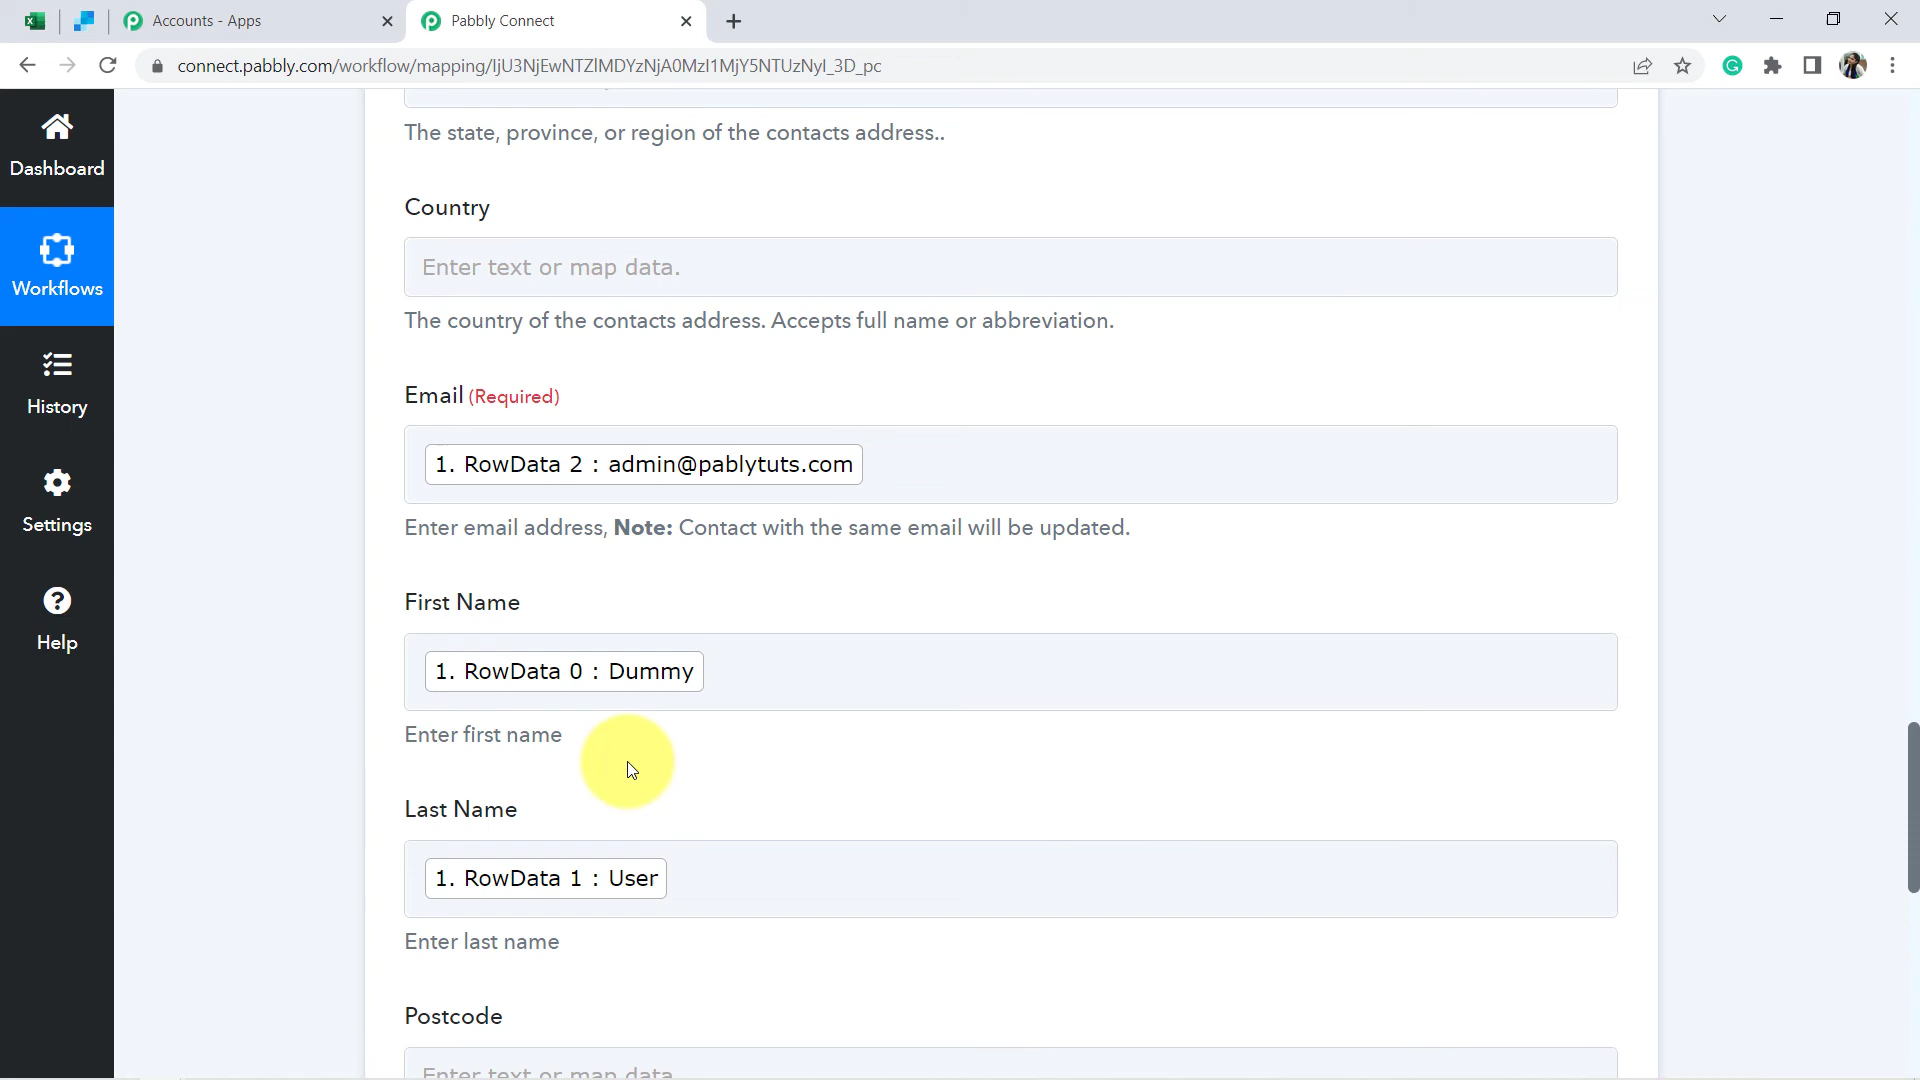 Accounts - Apps
Pabbly Connect
connect.pabbly.com/workflow/mapping/IjU3NjEwNTZlMDYzNjA0MzI1MjY5NTUzNyI_3D_pc
Dashboard
Workflows
History
Settings
Help
The state, province, or region of the contacts address..
Country
Enter text or map data.
The country of the contacts address. Accepts full name or abbreviation.
Email (Required)
1. RowData 2 : admin@pablytuts.com
Enter email address, Note: Contact with the same email will be updated.
First Name
1. RowData 0 : Dummy
Enter first name
Last Name
1. RowData 1 : User
Enter last name
Postcode
Enter text or map data.